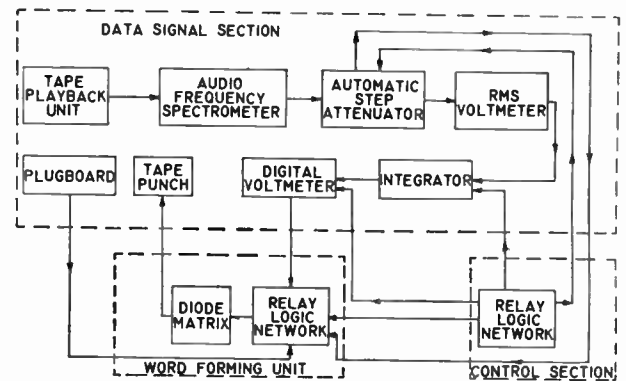 DATA SIGNAL SECTION
TAPE
PLAYBACK
UNIT
AUDIO
FREQUENCY
SPECTROMETER
AUTOMATIC
STEP
ATTENUATOR
RMS
VOLTMETER
PLUGBOARD
TAPE
PUNCH
DIGITAL
VOLTMETER
INTEGRATOR
DIODE
MATRIX
RELAY
LOGIC
NETWORK
RELAY
LOGIC
NETWORK
WORD FORMING UNIT
CONTROL SECTION